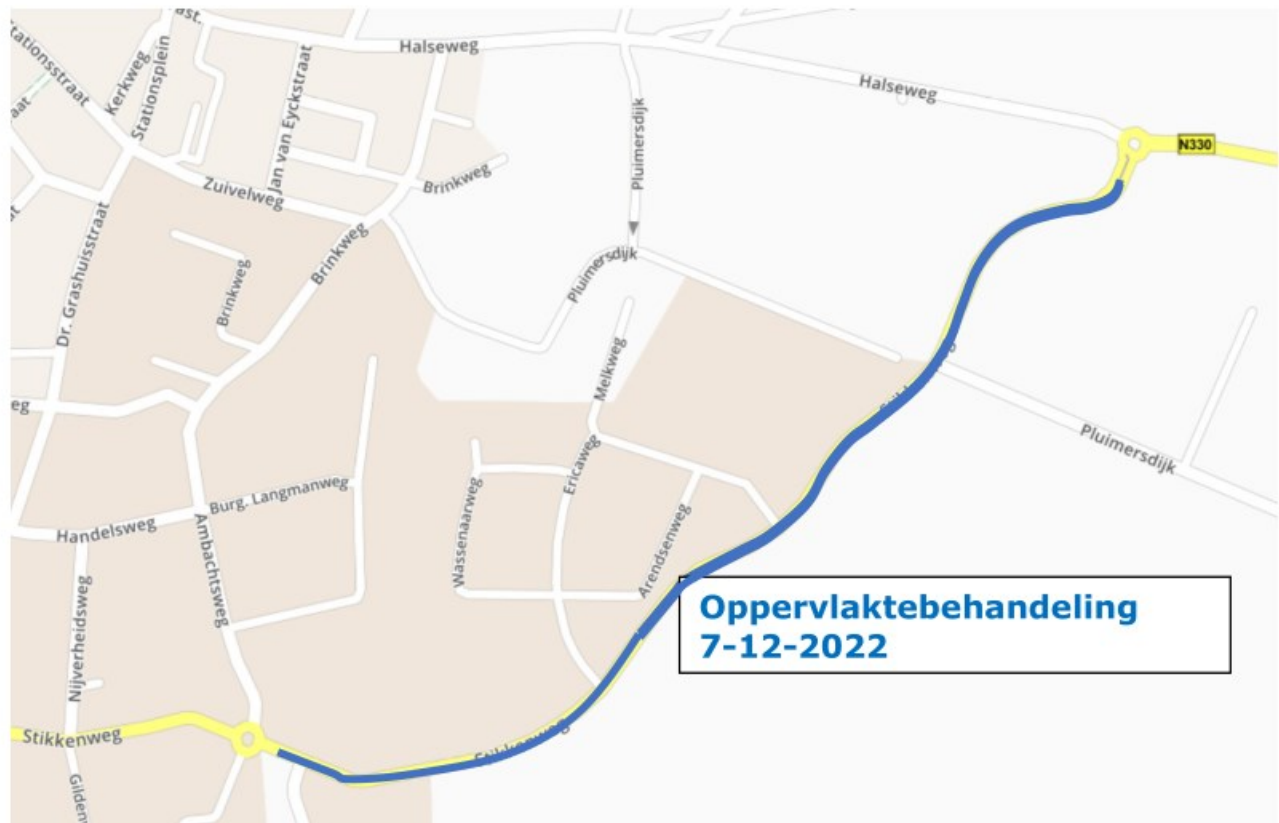 Halseweg
Halseweg
N330
Kerkweg
Stationsplein
Jan van Eyckstraat
Pluimersdijk
Zuivelweg
Brinkweg
Brinkweg
Brinkweg
Dr. Grashuisstraat
Pluimersdijk
Melkweg
Pluimersdijk
Ericaweg
Burg. Langmanweg
Handelsweg
Wassenaarweg
Arendsenweg
Ambachtsweg
Nijverheidsweg
Oppervlaktebehandeling
7-12-2022
Stikkenweg
Stikkenweg